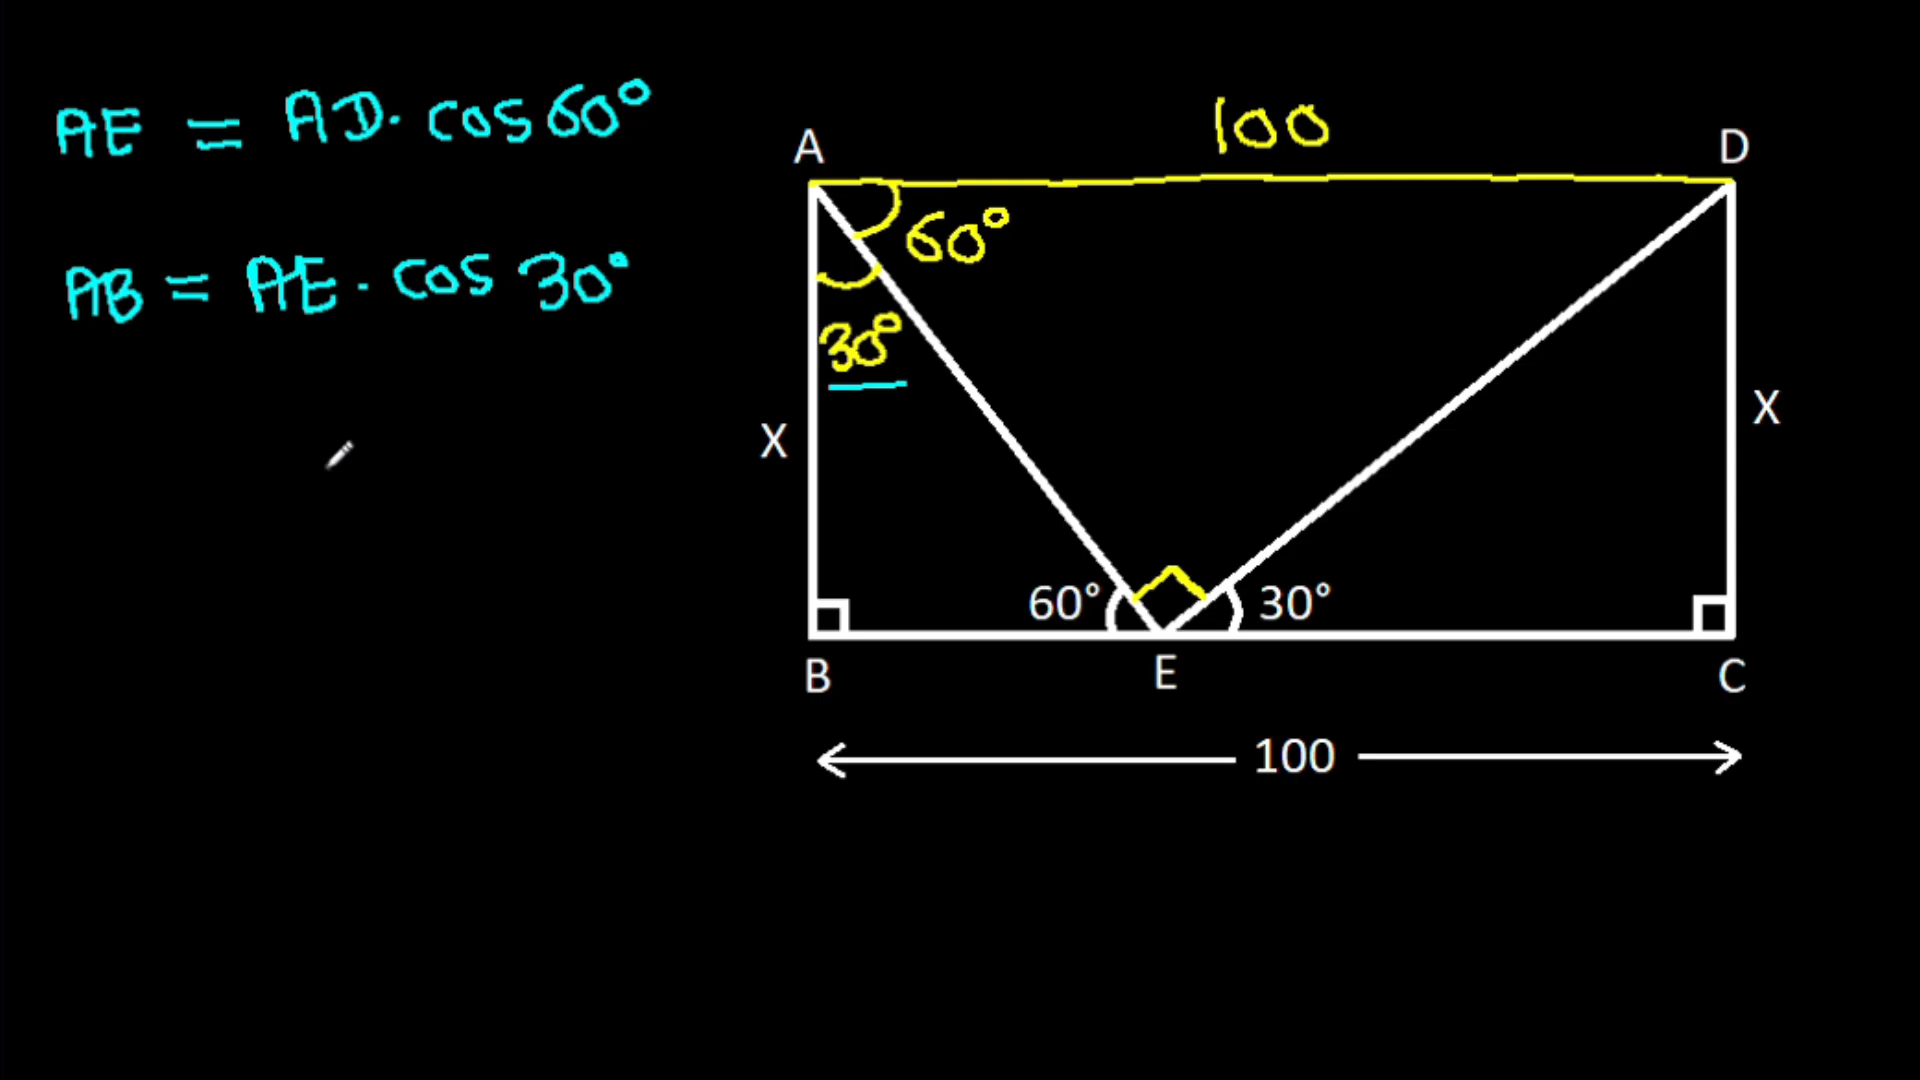 AE = AD. cos 60°
AB = AE . cos 30°
100
A
D
60°
30°
X
X
60°
30°
B
E
C
100